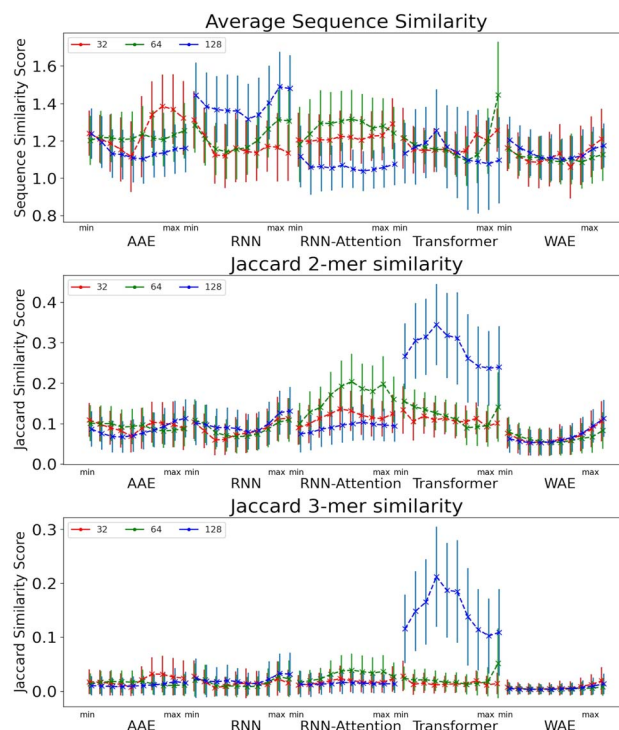 Average Sequence Similarity
32 64 128
Sequence Similarity Score
1.6
1.4
1.2
1.0
0.8
min max min max min max min max min max
AAE RNN RNN-Attention Transformer WAE
Jaccard 2-mer similarity
32 64 128
Jaccard Similarity Score
0.4
0.3
0.2
0.1
0.0
min max min max min max min max min max
AAE RNN RNN-Attention Transformer WAE
Jaccard 3-mer similarity
32 64 128
Jaccard Similarity Score
0.3
0.2
0.1
0.0
min max min max min max min max min max
AAE RNN RNN-Attention Transformer WAE